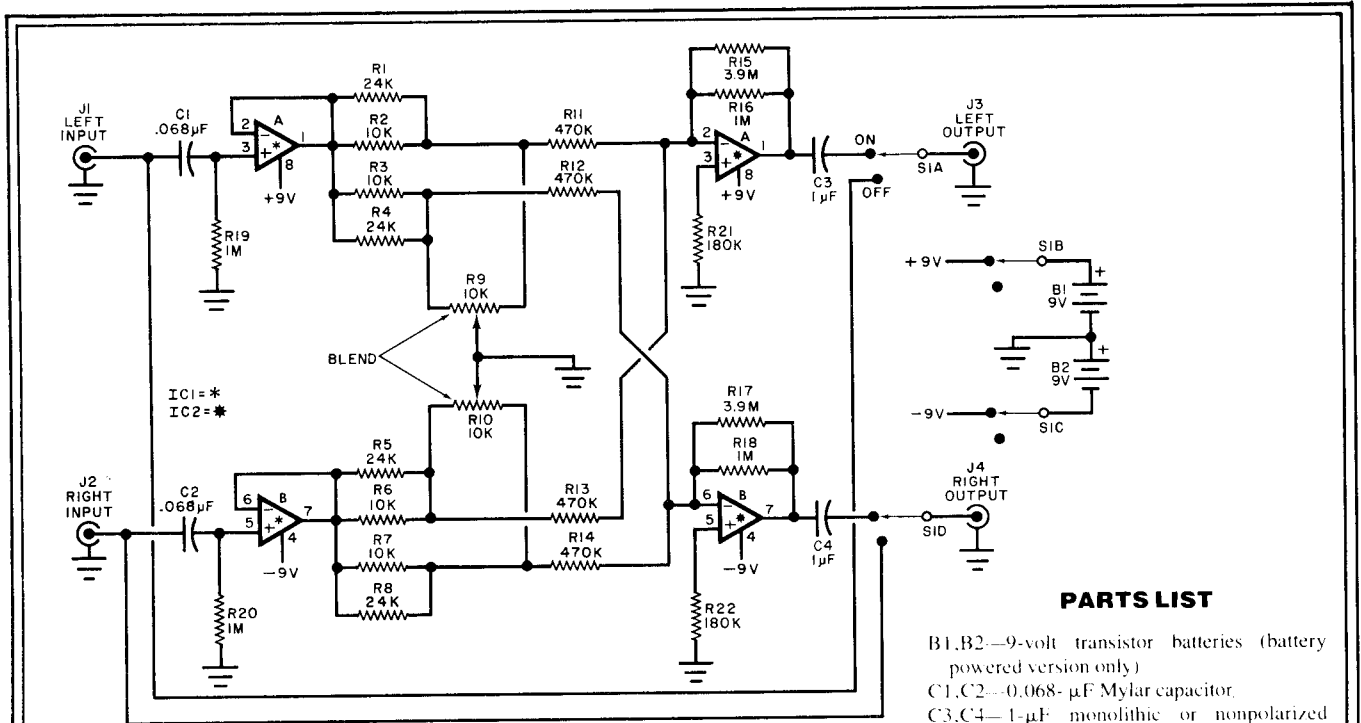 J1
LEFT
INPUT
C1
.068µF
R19
1M
2
3
A
1
8
+9V
R1
24K
R2
10K
R3
10K
R4
24K
R9
10K
BLEND
R10
10K
R11
470K
R12
470K
R15
3.9M
R16
1M
2
3
A
1
8
+9V
R21
180K
C3
1µF
ON
OFF
S1A
J3
LEFT
OUTPUT
+9V
S1B
+
B1
9V
+
B2
9V
-9V
S1C
IC1=*
IC2=✸
J2
RIGHT
INPUT
C2
.068µF
R20
1M
6
5
B
7
4
-9V
R5
24K
R6
10K
R7
10K
R8
24K
R13
470K
R14
470K
R17
3.9M
R18
1M
6
5
B
7
4
-9V
R22
180K
C4
1µF
S1D
J4
RIGHT
OUTPUT
PARTS LIST
B1,B2—9-volt transistor batteries (battery
powered version only)
C1,C2—0.068- µF Mylar capacitor
C3,C4—1-µF monolithic or nonpolarized